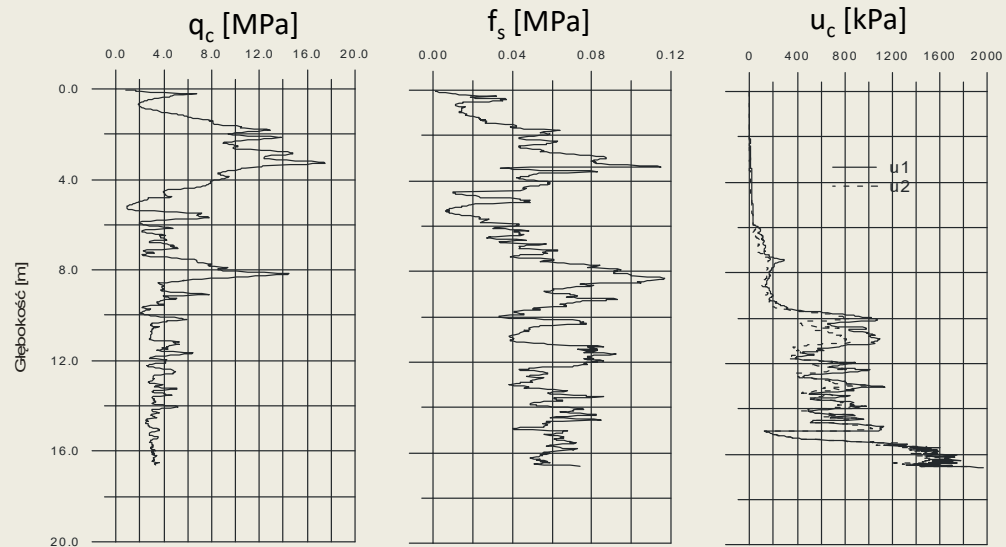 q_c [MPa]
f_s [MPa]
u_c [kPa]
0.0 4.0 8.0 12.0 16.0 20.0
0.00 0.04 0.08 0.12
0 400 800 1200 1600 2000
0.0
4.0
8.0
12.0
16.0
20.0
Głębokość [m]
u1
u2